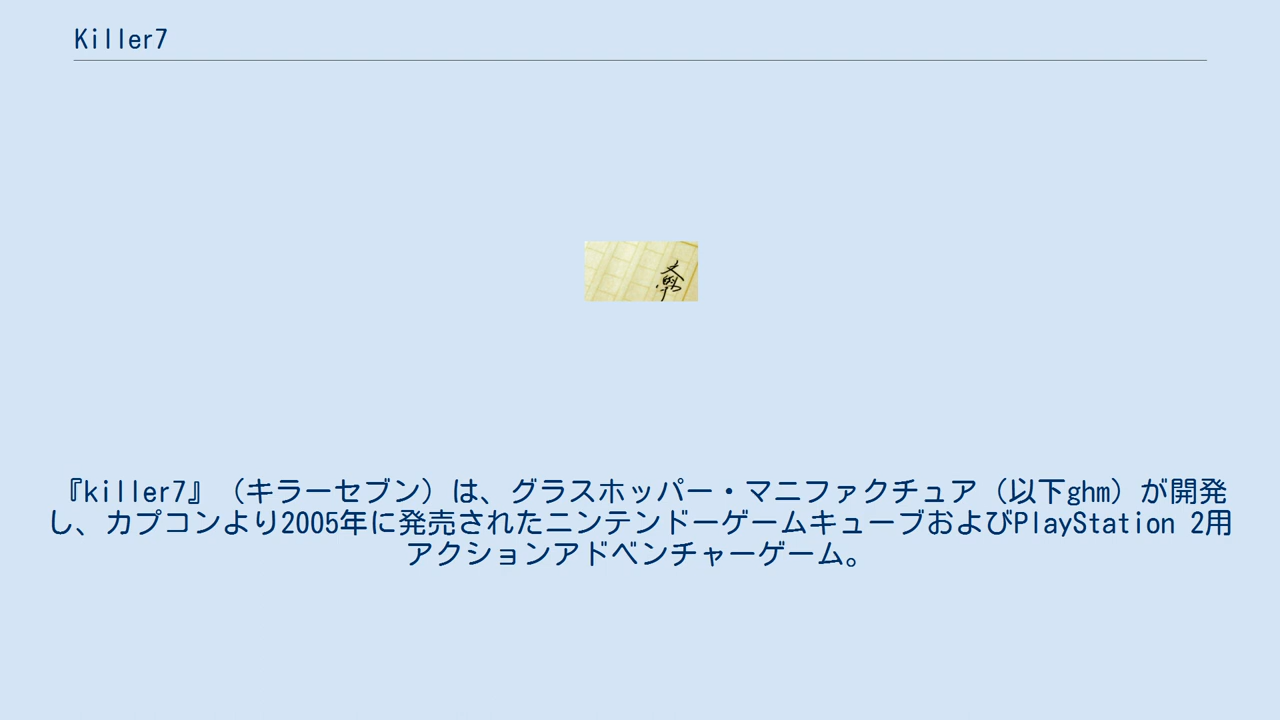 Killer7
『killer7』（キラーセブン）は、グラスホッパー・マニファクチュア（以下ghm）が開発
し、カプコンより2005年に発売されたニンテンドーゲームキューブおよびPlayStation 2用
アクションアドベンチャーゲーム。